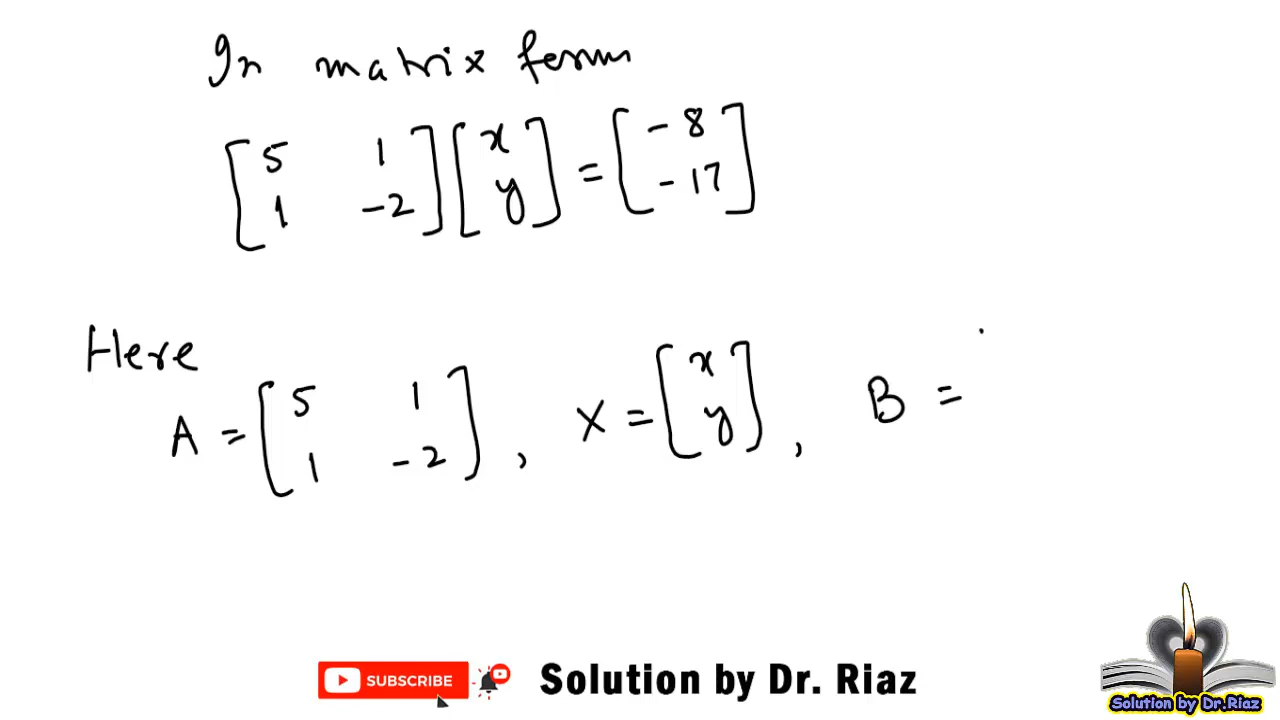 In matrix form
[5 1
1 -2] [x
y] = [-8
-17]
Here
A = [5 1
1 -2], X = [x
y], B =
SUBSCRIBE
Solution by Dr. Riaz
Solution by Dr.Riaz